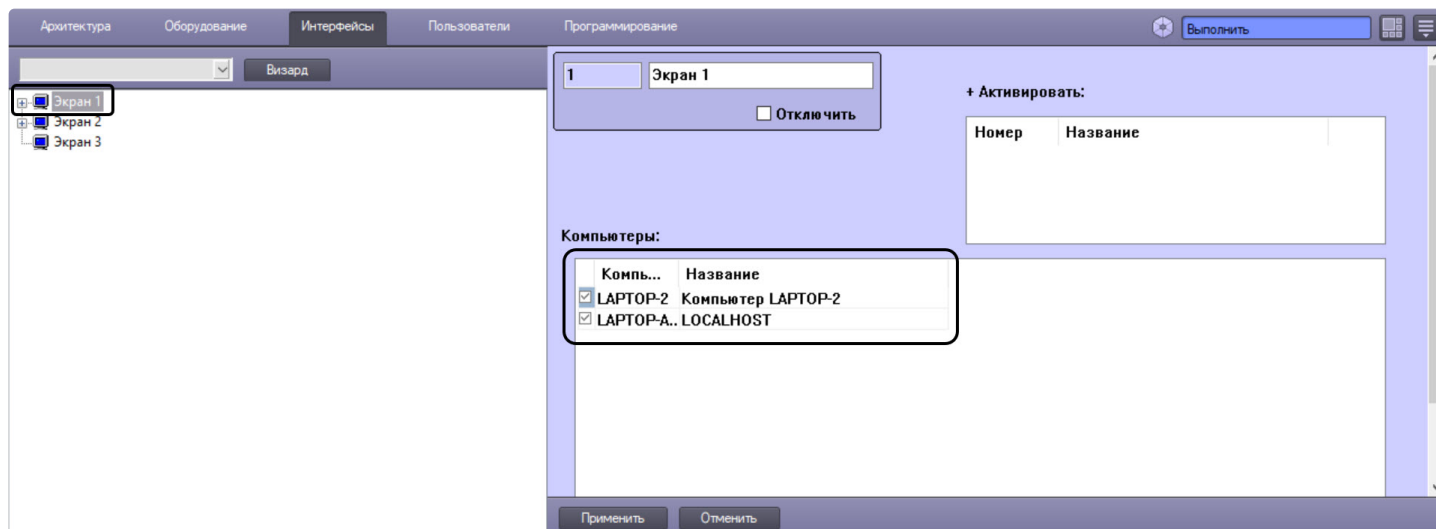 Архитектура Оборудование Интерфейсы Пользователи Программирование Выполнить
Визард
Экран 1
Экран 2
Экран 3
1 Экран 1
Отключить
+ Активировать:
Номер Название
Компьютеры:
Компь... Название
LAPTOP-2 Компьютер LAPTOP-2
LAPTOP-A.. LOCALHOST
Применить Отменить